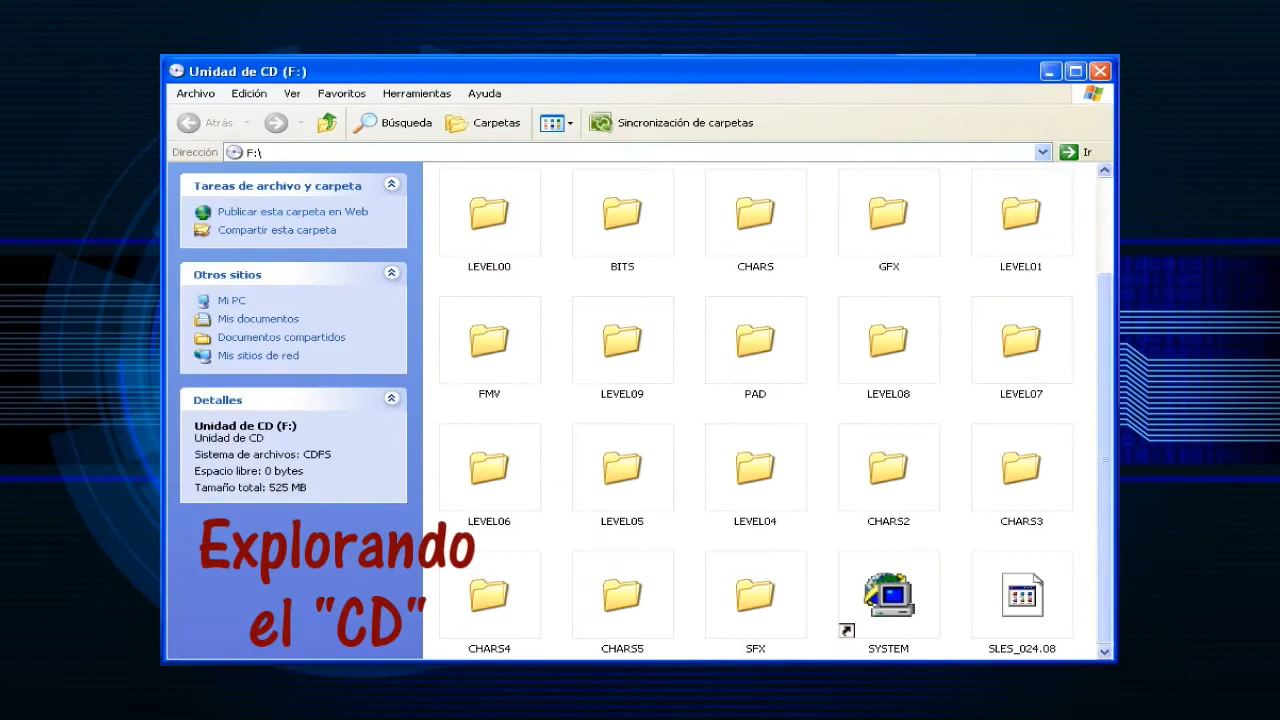 Unidad de CD (F:)
Archivo Edición Ver Favoritos Herramientas Ayuda
Atrás Búsqueda Carpetas Sincronización de carpetas
Dirección F:\ Ir
Tareas de archivo y carpeta
Publicar esta carpeta en Web
Compartir esta carpeta
Otros sitios
Mi PC
Mis documentos
Documentos compartidos
Mis sitios de red
Detalles
Unidad de CD (F:)
Unidad de CD
Sistema de archivos: CDFS
Espacio libre: 0 bytes
Tamaño total: 525 MB
LEVEL00 BITS CHARS GFX LEVEL01
FMV LEVEL09 PAD LEVEL08 LEVEL07
LEVEL06 LEVEL05 LEVEL04 CHARS2 CHARS3
CHARS4 CHARS5 SFX SYSTEM SLES_024.08
Explorando
el "CD"